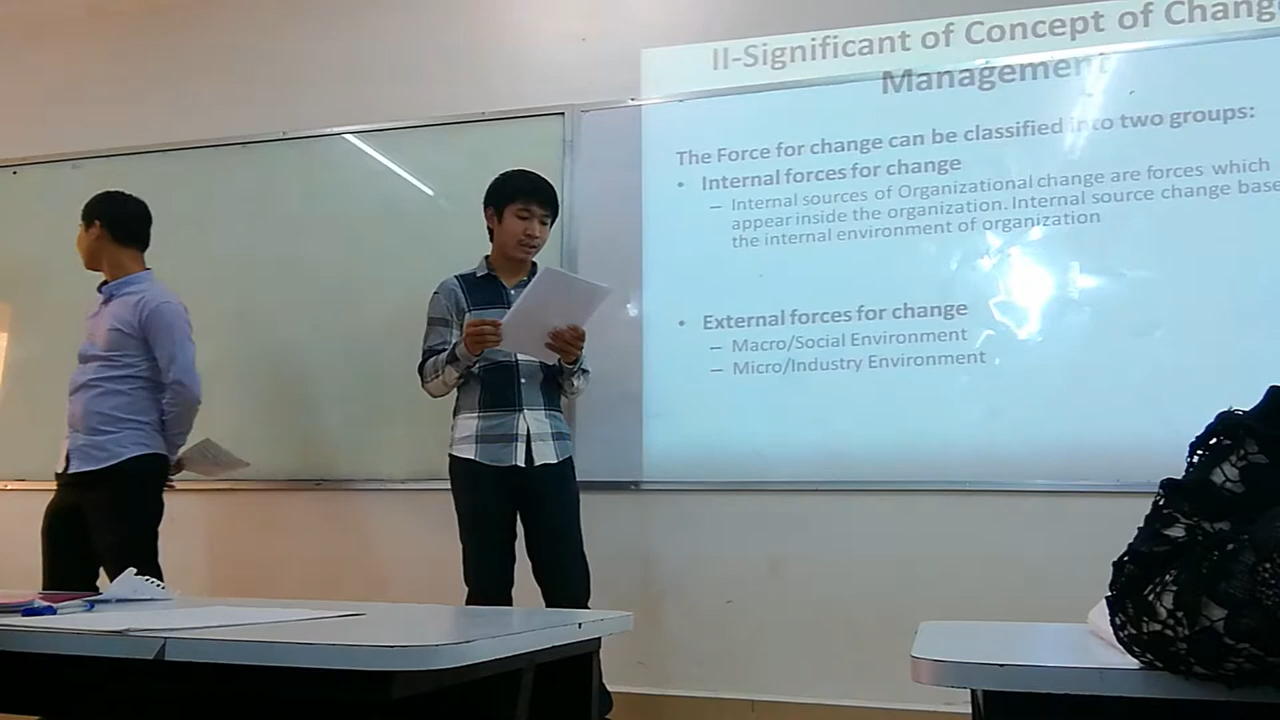 II-Significant of Concept of Change
Management
The Force for change can be classified into two groups:
• Internal forces for change
– Internal sources of Organizational change are forces which
appear inside the organization. Internal source change base
the internal environment of organization
• External forces for change
– Macro/Social Environment
– Micro/Industry Environment